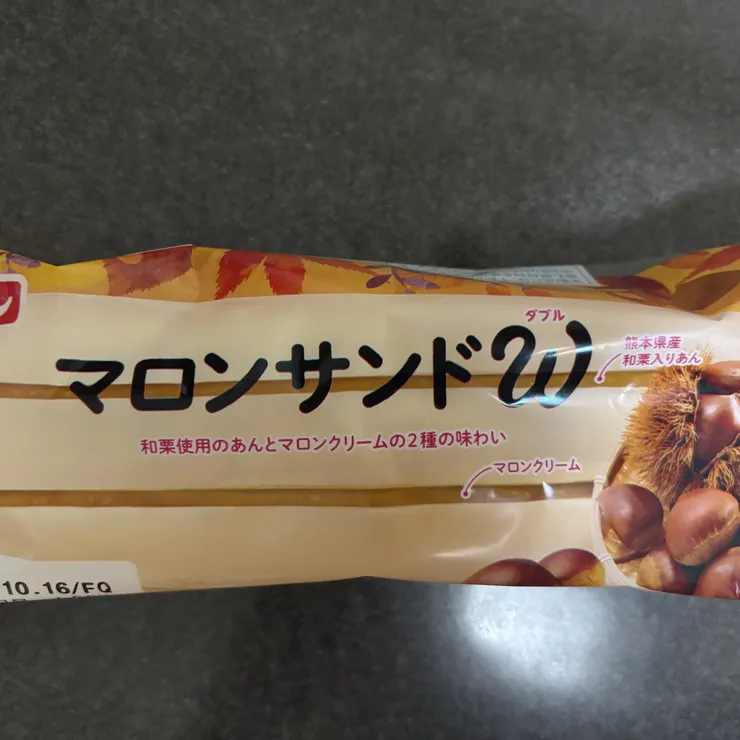 ダブル
マロンサンドW
熊本県産
和栗入りあん
和栗使用のあんとマロンクリームの2種の味わい
マロンクリーム
10.16/FQ